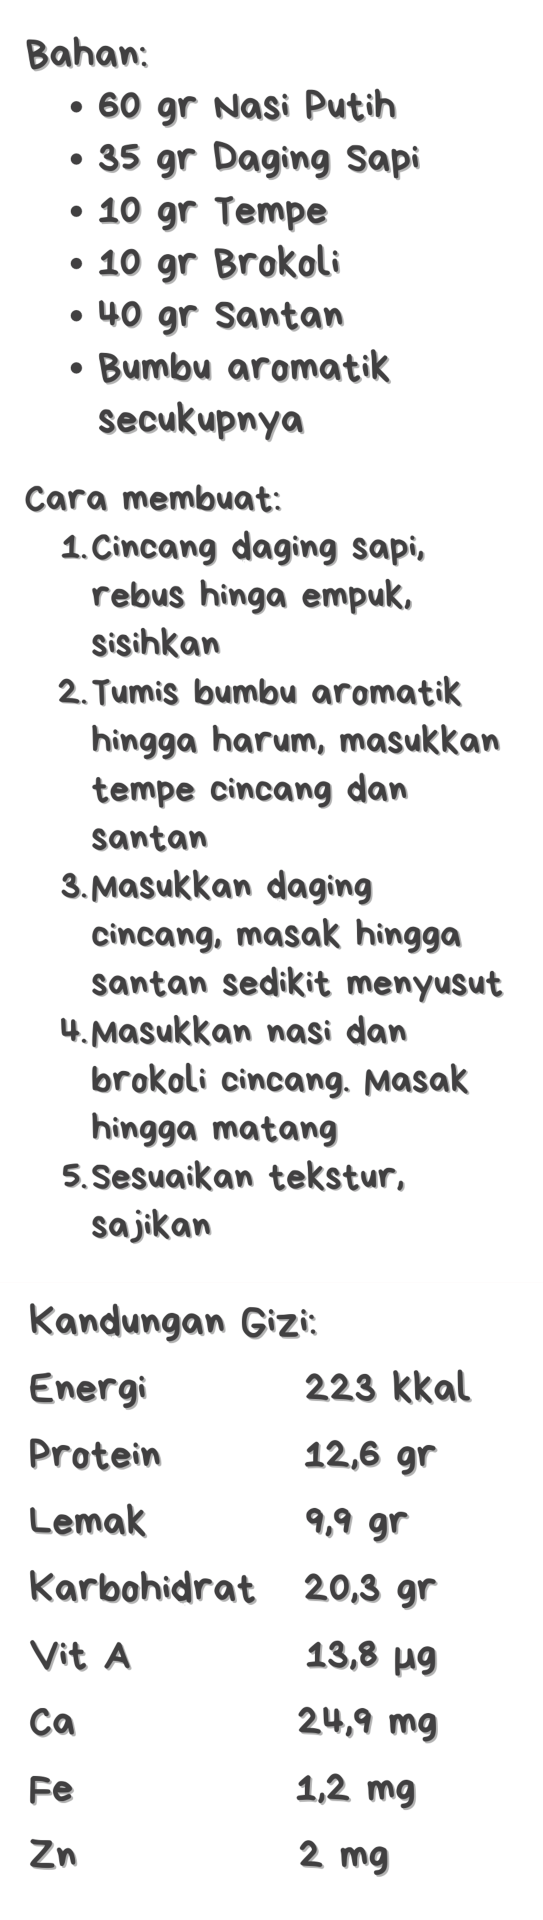 Bahan:
• 60 gr Nasi Putih
• 35 gr Daging Sapi
• 10 gr Tempe
• 10 gr Brokoli
• 40 gr Santan
• Bumbu aromatik
secukupnya
Cara membuat:
1. Cincang daging sapi,
rebus hinga empuk,
sisihkan
2. Tumis bumbu aromatik
hingga harum, masukkan
tempe cincang dan
santan
3. Masukkan daging
cincang, masak hingga
santan sedikit menyusut
4. Masukkan nasi dan
brokoli cincang. Masak
hingga matang
5. Sesuaikan tekstur,
sajikan
Kandungan Gizi:
Energi 223 kkal
Protein 12,6 gr
Lemak 9,9 gr
Karbohidrat 20,3 gr
Vit A 13,8 µg
Ca 24,9 mg
Fe 1,2 mg
Zn 2 mg